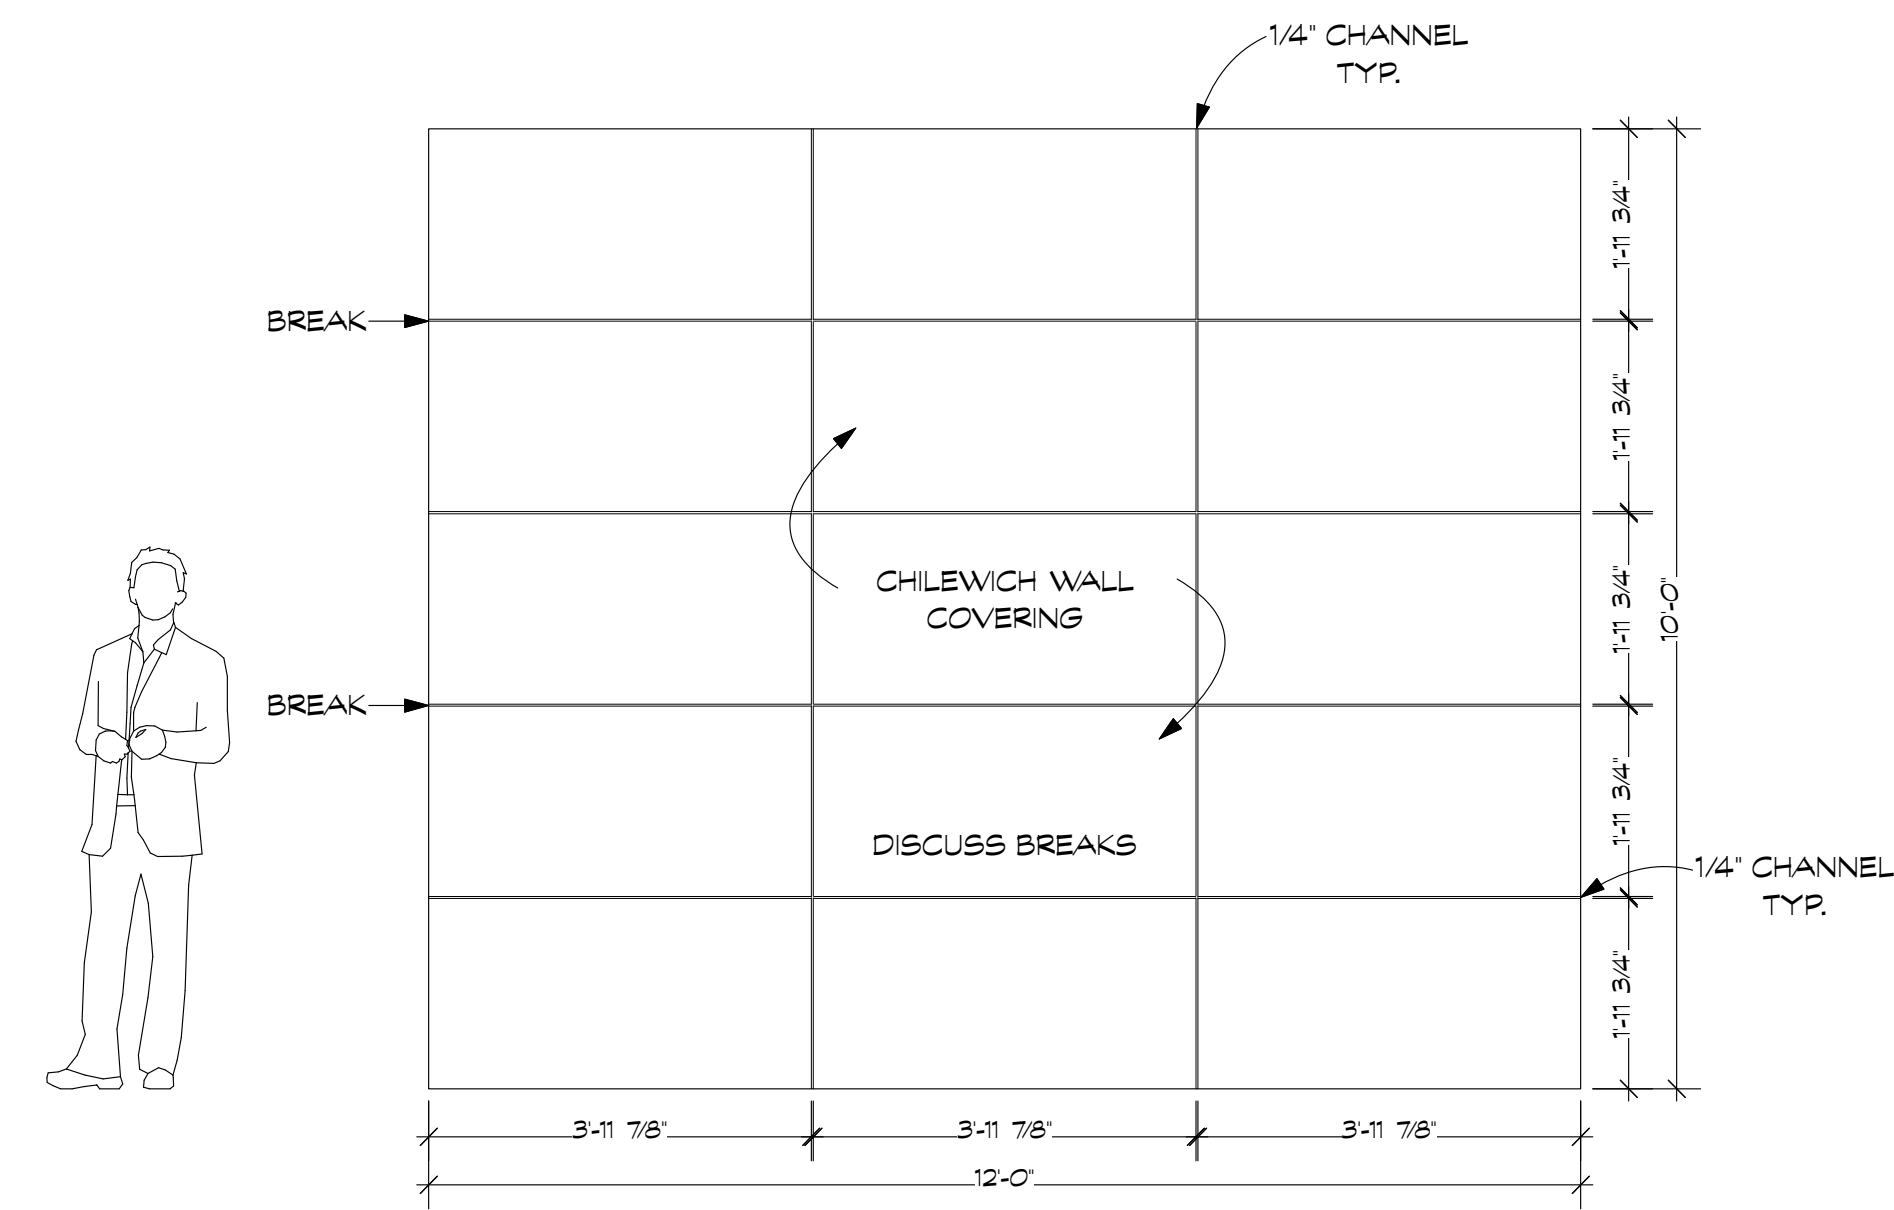 1/4" CHANNEL
TYP.
1'-11 3/4"
BREAK
1'-11 3/4"
CHILEWICH WALL
COVERING
1'-11 3/4"
10'-0"
BREAK
1'-11 3/4"
DISCUSS BREAKS
1/4" CHANNEL
TYP.
1'-11 3/4"
3'-11 7/8"
3'-11 7/8"
3'-11 7/8"
12'-0"